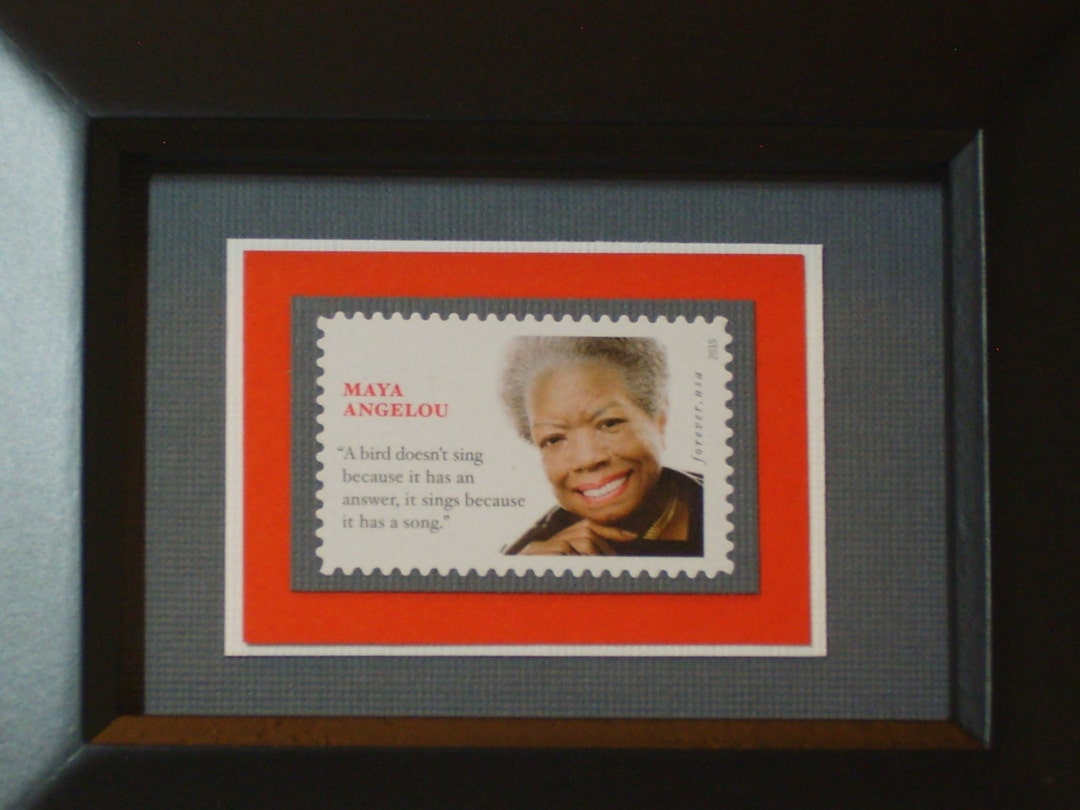 MAYA
ANGELOU
“A bird doesn’t sing
because it has an
answer, it sings because
it has a song.”
forever.usa
2015